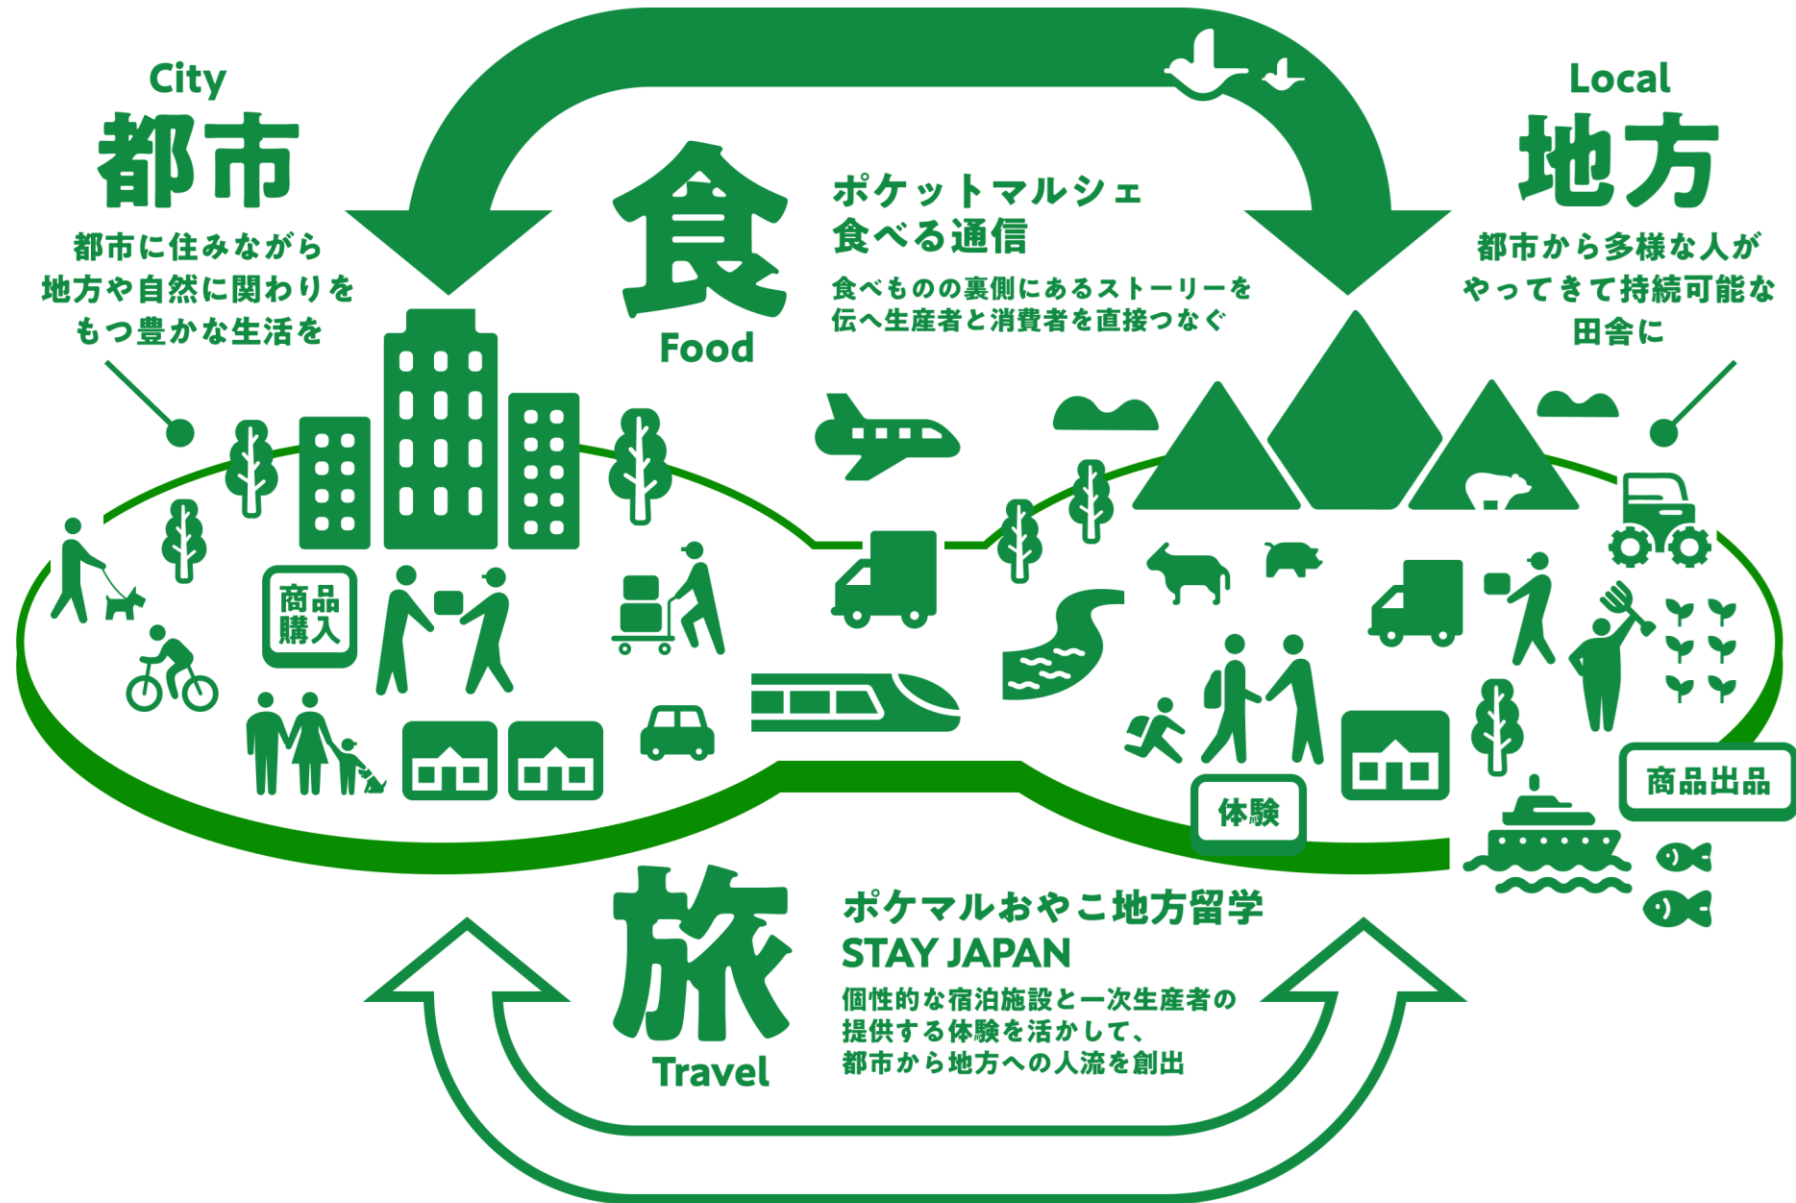 City
都市
都市に住みながら
地方や自然に関わりを
もつ豊かな生活を
食
Food
ポケットマルシェ
食べる通信
食べものの裏側にあるストーリーを
伝へ生産者と消費者を直接つなぐ
Local
地方
都市から多様な人が
やってきて持続可能な
田舎に
商品
購入
体験
商品出品
旅
Travel
ポケマルおやこ地方留学
STAY JAPAN
個性的な宿泊施設と一次生産者の
提供する体験を活かして、
都市から地方への人流を創出